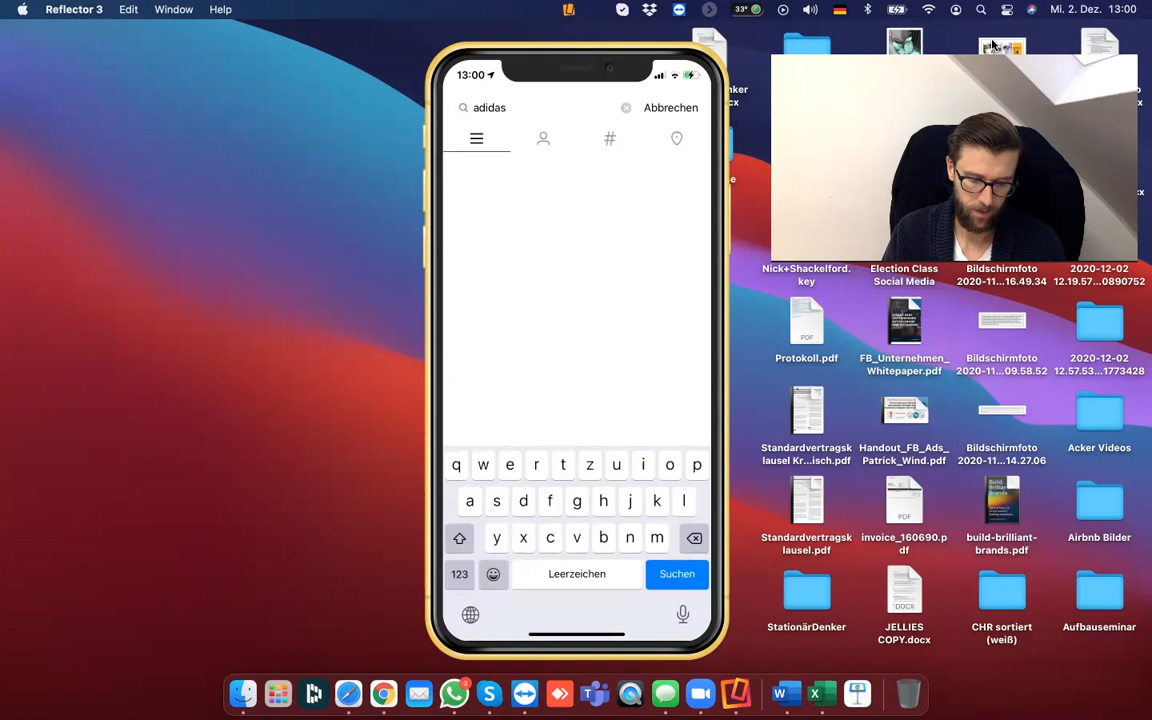 Reflector 3 Edit Window Help
33° Mi. 2. Dez. 13:00
13:00
adidas Abbrechen
#
q w e r t z u i o p
a s d f g h j k l
y x c v b n m
123 Leerzeichen Suchen
Nick+Shackelford.
key
Election Class
Social Media
Bildschirmfoto
2020-11...16.49.34
2020-12-02
12.19.57...0890752
Protokoll.pdf
FB_Unternehmen_
Whitepaper.pdf
Bildschirmfoto
2020-11...09.58.52
2020-12-02
12.57.53...1773428
Standardvertragsk
lausel Kr...isch.pdf
Handout_FB_Ads_
Patrick_Wind.pdf
Bildschirmfoto
2020-11...14.27.06
Acker Videos
Standardvertragsk
lausel.pdf
invoice_160690.p
df
build-brilliant-
brands.pdf
Airbnb Bilder
StationärDenker
JELLIES
COPY.docx
CHR sortiert
(weiß)
Aufbauseminar
PDF
PDF
DOCX
3